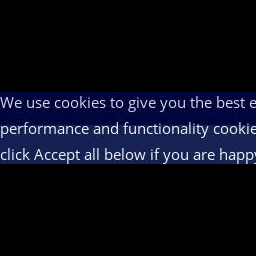 We use cookies to give you the best e
performance and functionality cookie
click Accept all below if you are happy